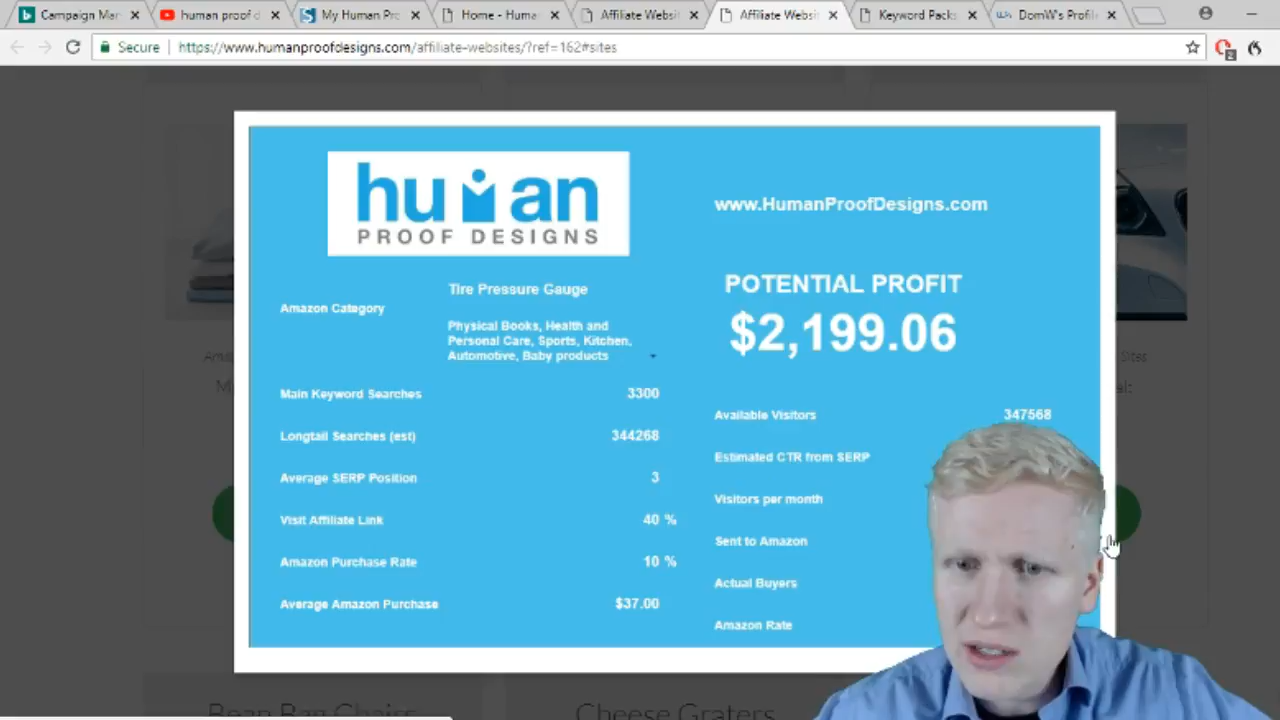 Campaign Mar
human proof d
My Human Pro
Home - Huma
Affiliate Websi
Affiliate Websi
Keyword Packs
DomW's Profil
Secure
https://www.humanproofdesigns.com/affiliate-websites/?ref=162#sites
2
human
PROOF DESIGNS
www.HumanProofDesigns.com
Amazon Category
Tire Pressure Gauge
Physical Books, Health and
Personal Care, Sports, Kitchen,
Automotive, Baby products
POTENTIAL PROFIT
$2,199.06
Main Keyword Searches 3300
Longtail Searches (est) 344268
Average SERP Position 3
Visit Affiliate Link 40 %
Amazon Purchase Rate 10 %
Average Amazon Purchase $37.00
Available Visitors 347568
Estimated CTR from SERP
Visitors per month
Sent to Amazon
Actual Buyers
Amazon Rate
Sites
Bean Bag Chairs
Cheese Graters